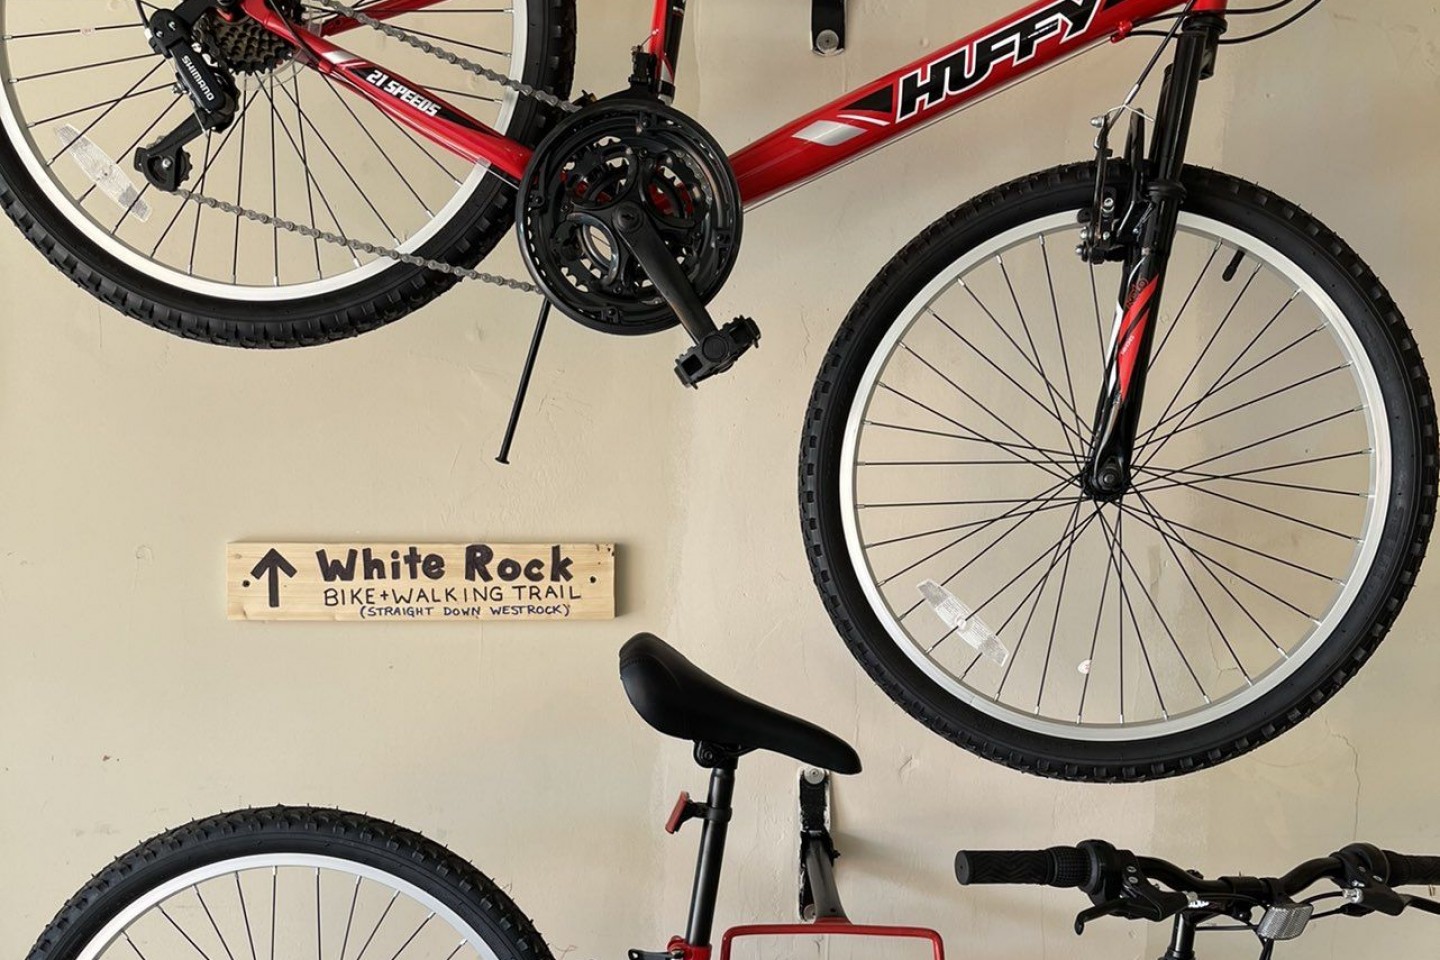 HUFFY
21 SPEEDS
SHIMANO
↑ White Rock
BIKE+WALKING TRAIL
(STRAIGHT DOWN WESTROCK)